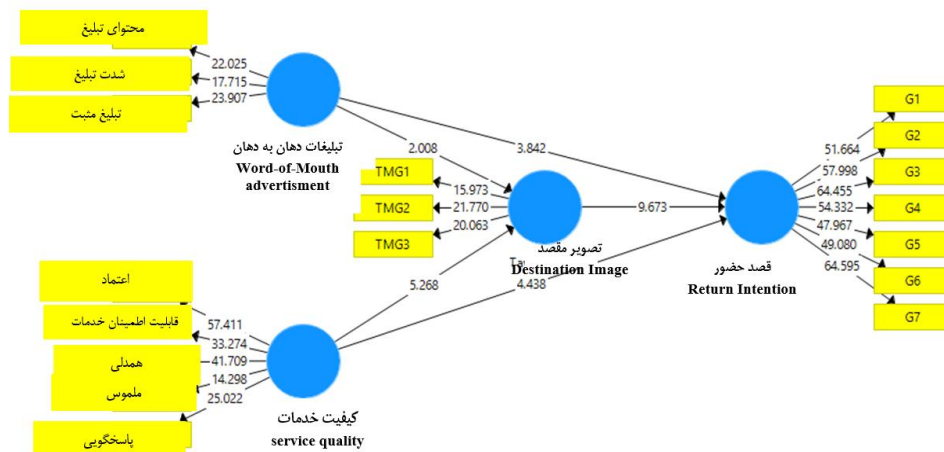 محتوای تبلیغ
شدت تبلیغ
تبلیغ مثبت
22.025
17.715
23.907
تبلیغات دهان به دهان
Word-of-Mouth
advertisment
2.008
3.842
TMG1
TMG2
TMG3
15.973
21.770
20.063
تصویر مقصد
Destination Image
9.673
5.268
4.438
G1
G2
G3
G4
G5
G6
G7
51.664
57.998
64.455
54.332
47.967
49.080
64.595
قصد حضور
Return Intention
اعتماد
قابلیت اطمینان خدمات
همدلی
ملموس
پاسخگویی
57.411
33.274
41.709
14.298
25.022
کیفیت خدمات
service quality